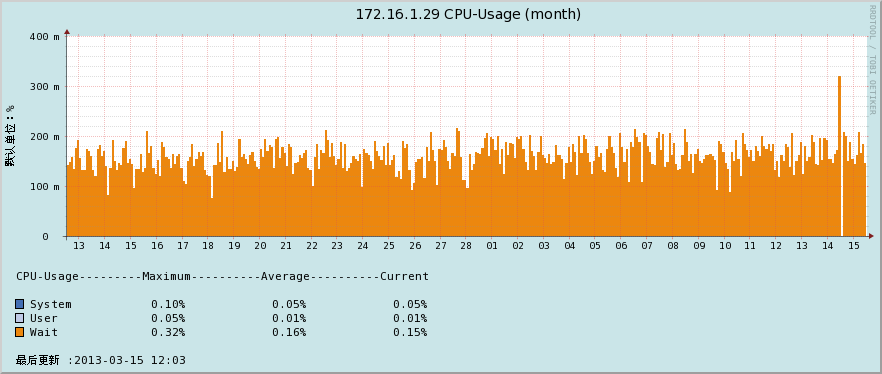 172.16.1.29 CPU-Usage (month)
RRDTOOL / TOBI OETIKER
默认单位：%
400 m
300 m
200 m
100 m
0
13 14 15 16 17 18 19 20 21 22 23 24 25 26 27 28 01 02 03 04 05 06 07 08 09 10 11 12 13 14 15
CPU-Usage---------Maximum----------Average----------Current
System 0.10% 0.05% 0.05%
User 0.05% 0.01% 0.01%
Wait 0.32% 0.16% 0.15%
最后更新 :2013-03-15 12:03